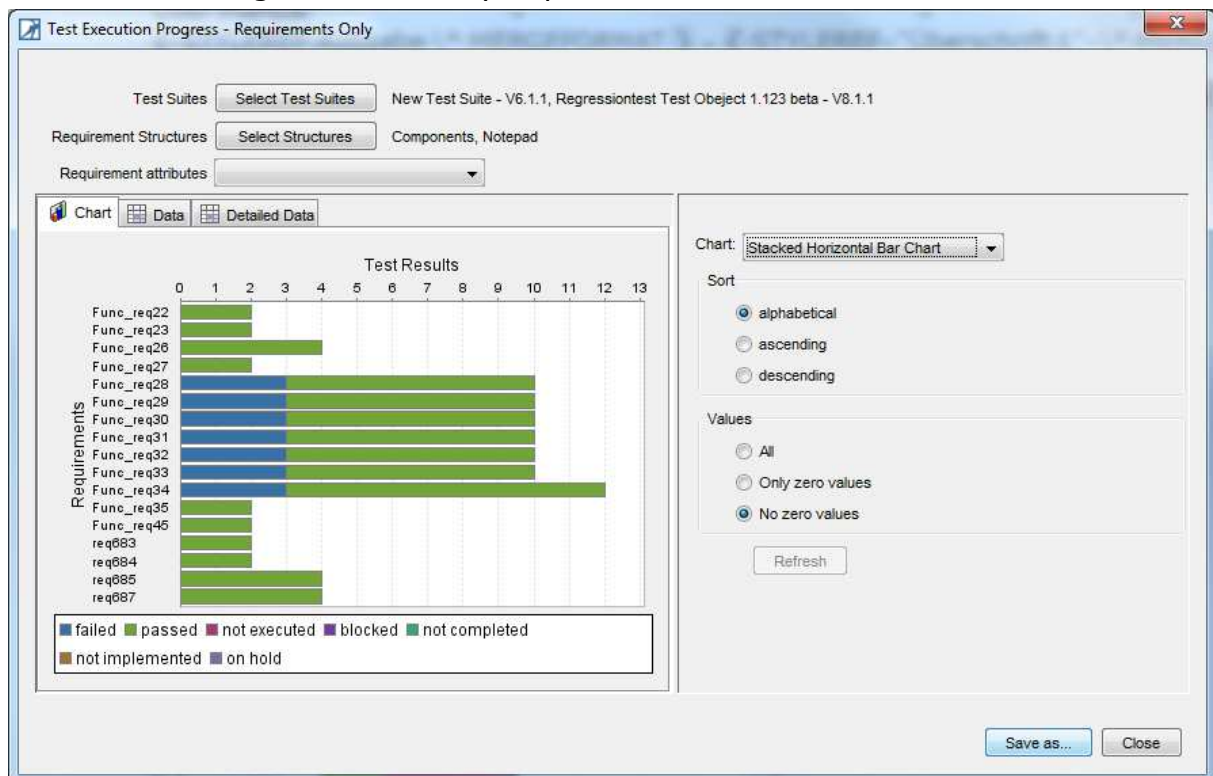 Test Execution Progress - Requirements Only
Test Suites Select Test Suites New Test Suite - V6.1.1, Regressiontest Test Obeject 1.123 beta - V8.1.1
Requirement Structures Select Structures Components, Notepad
Requirement attributes
Chart Data Detailed Data
Test Results
0 1 2 3 4 5 6 7 8 9 10 11 12 13
Requirements
Func_req22
Func_req23
Func_req26
Func_req27
Func_req28
Func_req29
Func_req30
Func_req31
Func_req32
Func_req33
Func_req34
Func_req35
Func_req45
req683
req684
req685
req687
failed passed not executed blocked not completed
not implemented on hold
Chart: Stacked Horizontal Bar Chart
Sort
alphabetical
ascending
descending
Values
All
Only zero values
No zero values
Refresh
Save as... Close